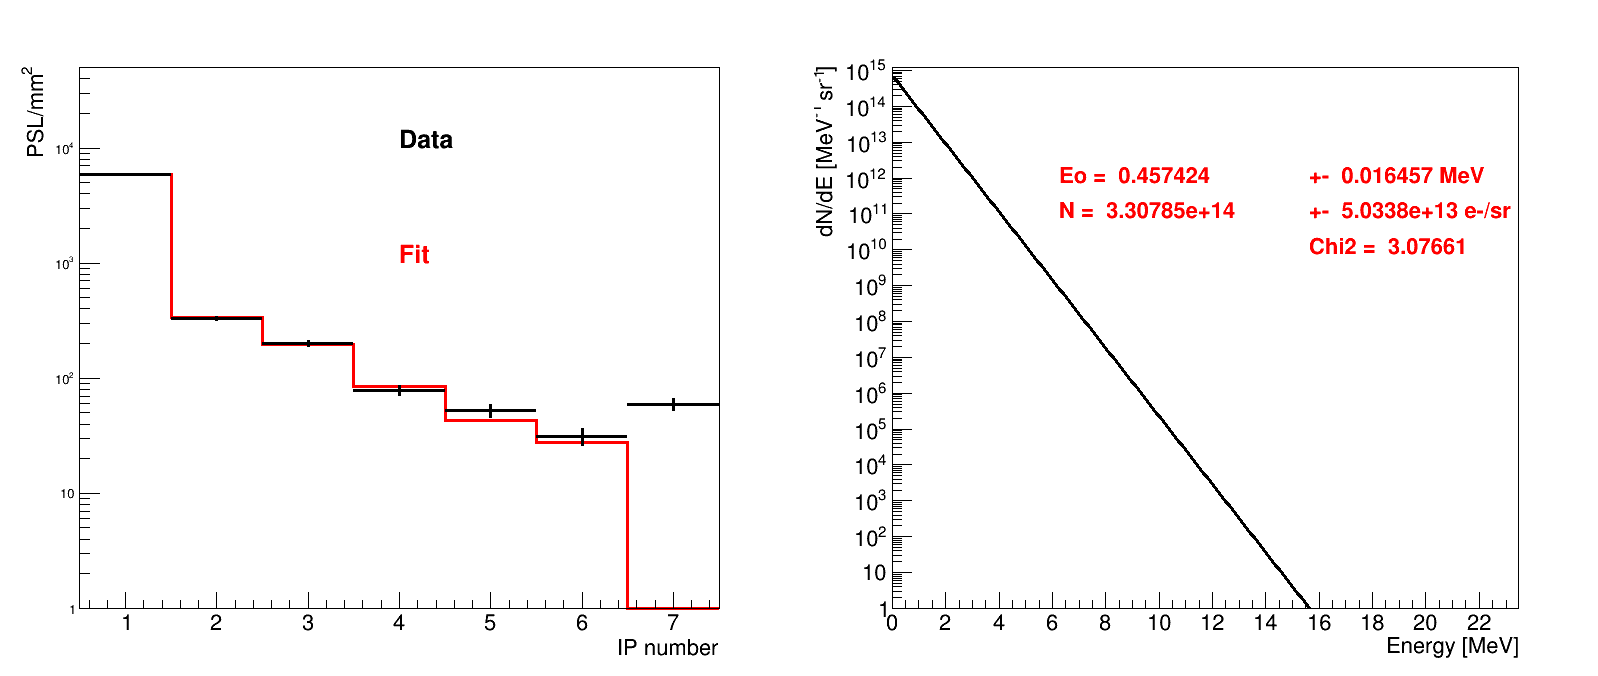 PSL/mm²
10⁴
10³
10²
10
1
Data
Fit
1 2 3 4 5 6 7
IP number
dN/dE [MeV⁻¹ sr⁻¹]
10¹⁵
10¹⁴
10¹³
10¹²
10¹¹
10¹⁰
10⁹
10⁸
10⁷
10⁶
10⁵
10⁴
10³
10²
10
1
Eo = 0.457424 +- 0.016457 MeV
N = 3.30785e+14 +- 5.0338e+13 e-/sr
Chi2 = 3.07661
0 2 4 6 8 10 12 14 16 18 20 22
Energy [MeV]